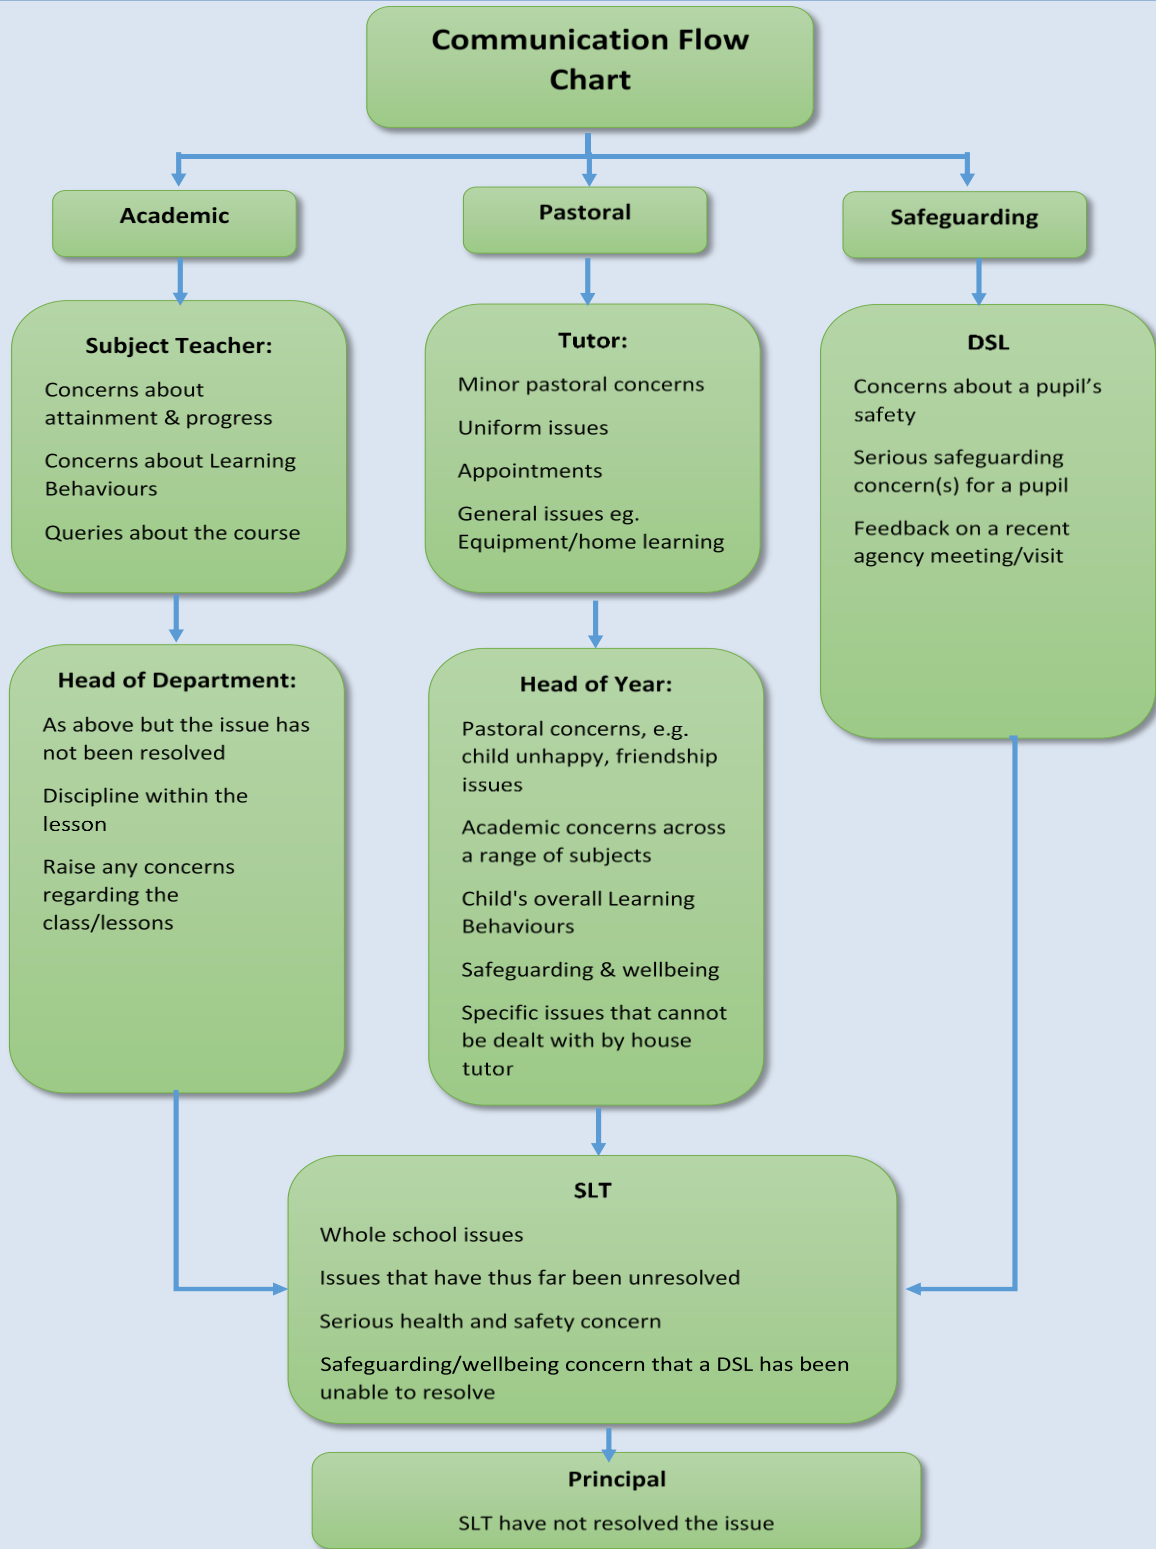 Communication Flow
Chart
Academic
Pastoral
Safeguarding
Subject Teacher:
Concerns about
attainment & progress
Concerns about Learning
Behaviours
Queries about the course
Tutor:
Minor pastoral concerns
Uniform issues
Appointments
General issues eg.
Equipment/home learning
DSL
Concerns about a pupil's
safety
Serious safeguarding
concern(s) for a pupil
Feedback on a recent
agency meeting/visit
Head of Department:
As above but the issue has
not been resolved
Discipline within the
lesson
Raise any concerns
regarding the
class/lessons
Head of Year:
Pastoral concerns, e.g.
child unhappy, friendship
issues
Academic concerns across
a range of subjects
Child's overall Learning
Behaviours
Safeguarding & wellbeing
Specific issues that cannot
be dealt with by house
tutor
SLT
Whole school issues
Issues that have thus far been unresolved
Serious health and safety concern
Safeguarding/wellbeing concern that a DSL has been
unable to resolve
Principal
SLT have not resolved the issue